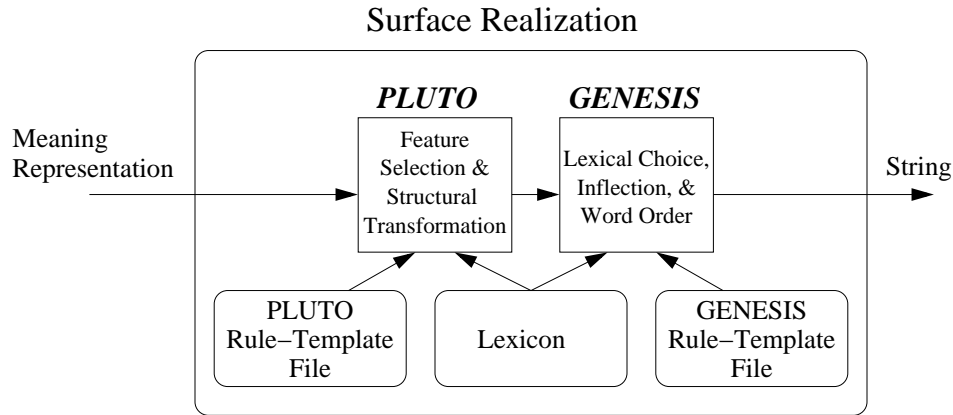 Surface Realization
PLUTO
GENESIS
Meaning
Representation
Feature
Selection &
Structural
Transformation
Lexical Choice,
Inflection, &
Word Order
String
PLUTO
Rule−Template
File
Lexicon
GENESIS
Rule−Template
File